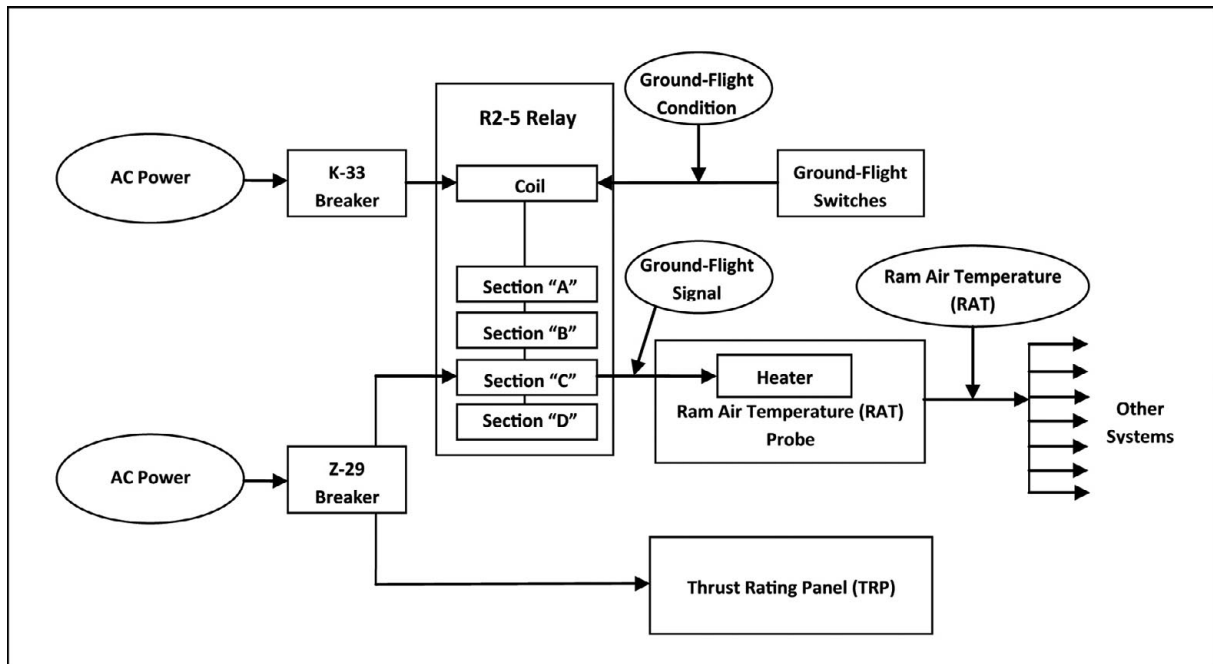 Ground-Flight
Condition
R2-5 Relay
AC Power
K-33
Breaker
Coil
Ground-Flight
Switches
Section “A”
Section “B”
Section “C”
Section “D”
Ground-Flight
Signal
Ram Air Temperature
(RAT)
Heater
Ram Air Temperature (RAT)
Probe
Other
Systems
AC Power
Z-29
Breaker
Thrust Rating Panel (TRP)